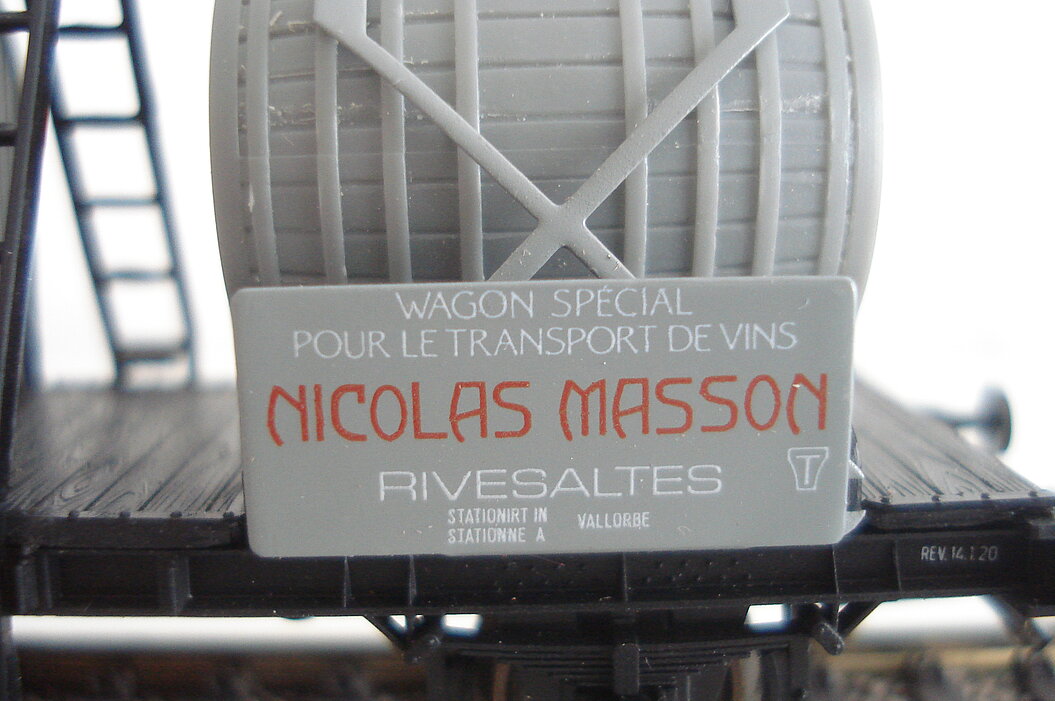 WAGON SPÉCIAL
POUR LE TRANSPORT DE VINS
NICOLAS MASSON
RIVESALTES
T
STATIONIRT IN
STATIONNE A VALLORBE
REV. 14.1.20